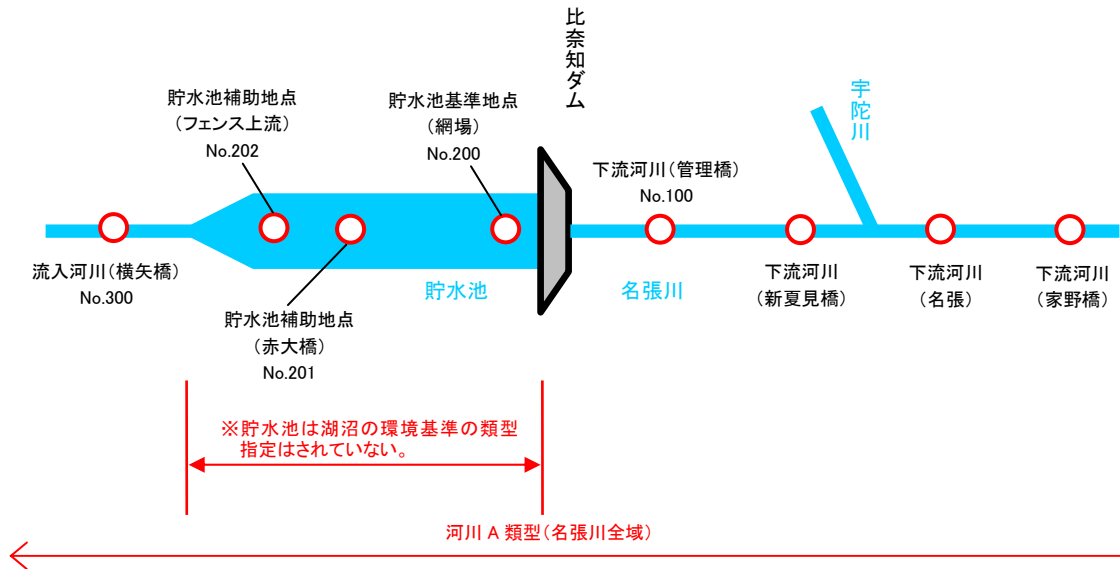 比奈知ダム
宇陀川
貯水池補助地点
（フェンス上流）
No.202
貯水池基準地点
（網場）
No.200
下流河川（管理橋）
No.100
流入河川（横矢橋）
No.300
貯水池補助地点
（赤大橋）
No.201
貯水池
名張川
下流河川
（新夏見橋）
下流河川
（名張）
下流河川
（家野橋）
※貯水池は湖沼の環境基準の類型
指定はされていない。
河川 A 類型（名張川全域）